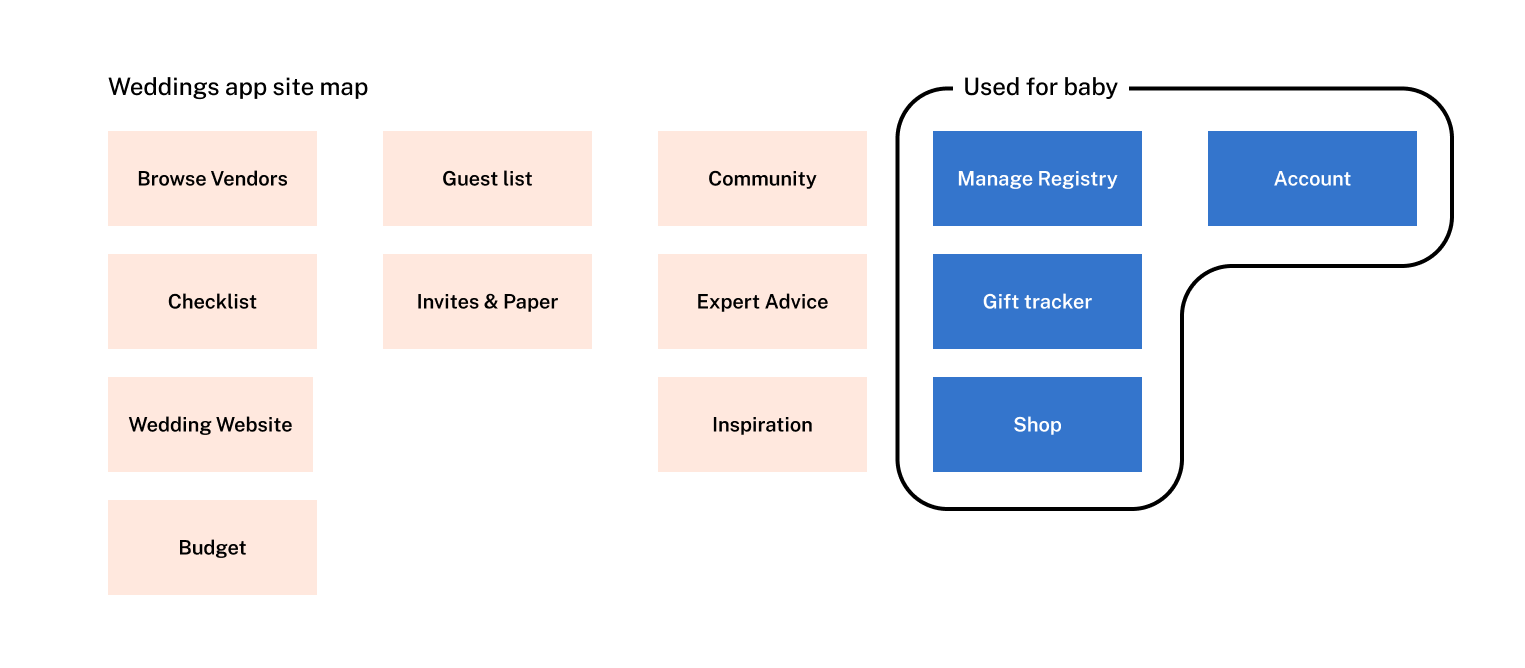 Weddings app site map
Used for baby
Browse Vendors
Guest list
Community
Manage Registry
Account
Checklist
Invites & Paper
Expert Advice
Gift tracker
Wedding Website
Inspiration
Shop
Budget